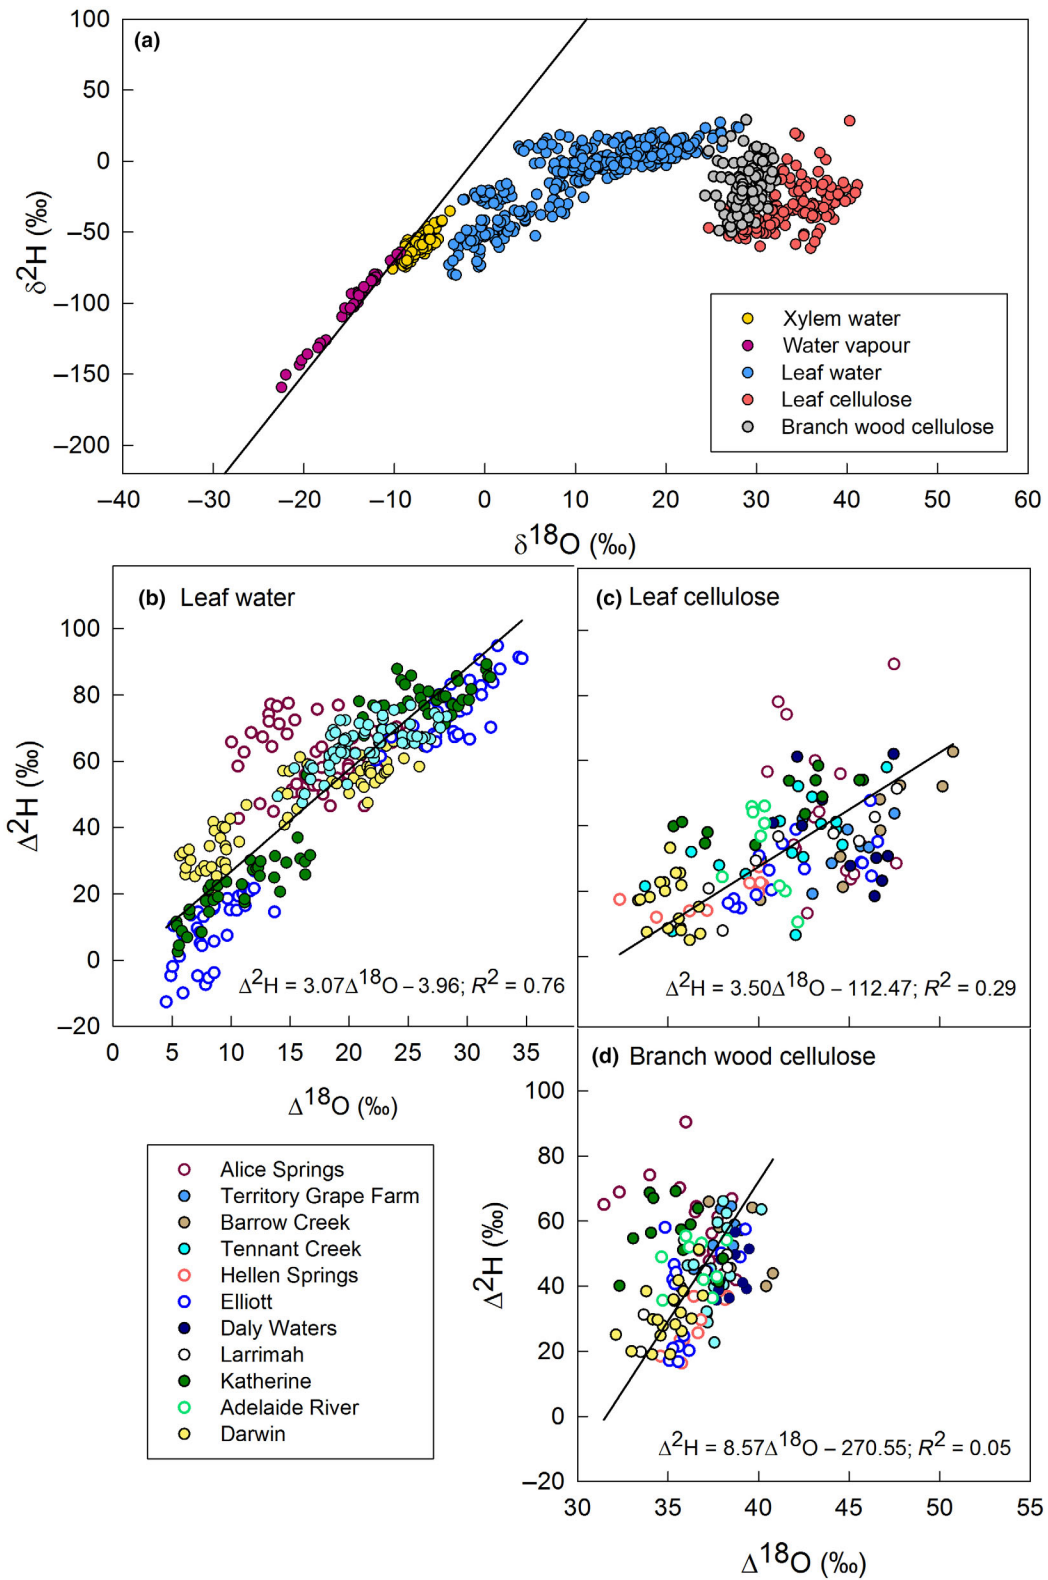 (a)
100
50
0
–50
–100
–150
–200
δ²H (‰)
Xylem water
Water vapour
Leaf water
Leaf cellulose
Branch wood cellulose
–40 –30 –20 –10 0 10 20 30 40 50 60
δ¹⁸O (‰)
(b) Leaf water
100
80
60
40
20
0
–20
Δ²H (‰)
Δ²H = 3.07Δ¹⁸O – 3.96; R² = 0.76
0 5 10 15 20 25 30 35
Δ¹⁸O (‰)
(c) Leaf cellulose
Δ²H = 3.50Δ¹⁸O – 112.47; R² = 0.29
(d) Branch wood cellulose
100
80
60
40
20
0
–20
Δ²H (‰)
Δ²H = 8.57Δ¹⁸O – 270.55; R² = 0.05
30 35 40 45 50 55
Δ¹⁸O (‰)
Alice Springs
Territory Grape Farm
Barrow Creek
Tennant Creek
Hellen Springs
Elliott
Daly Waters
Larrimah
Katherine
Adelaide River
Darwin